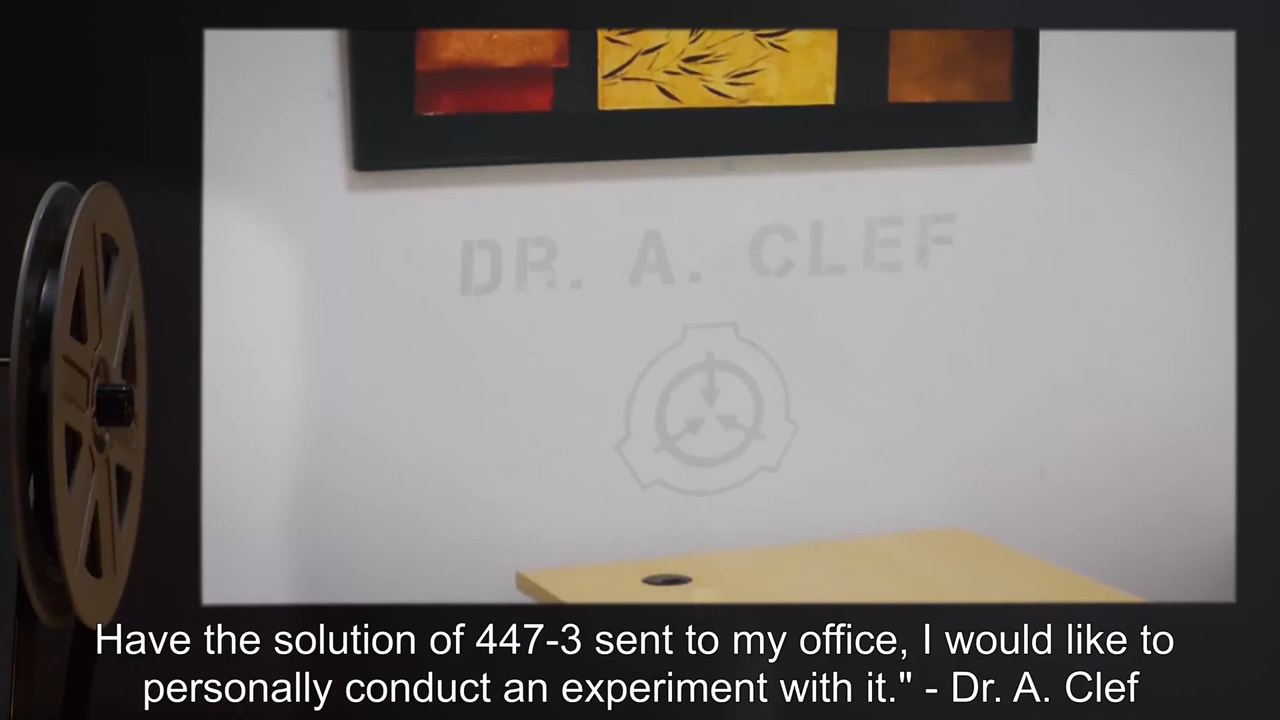 DR. A. CLEF
Have the solution of 447-3 sent to my office, I would like to
personally conduct an experiment with it." - Dr. A. Clef